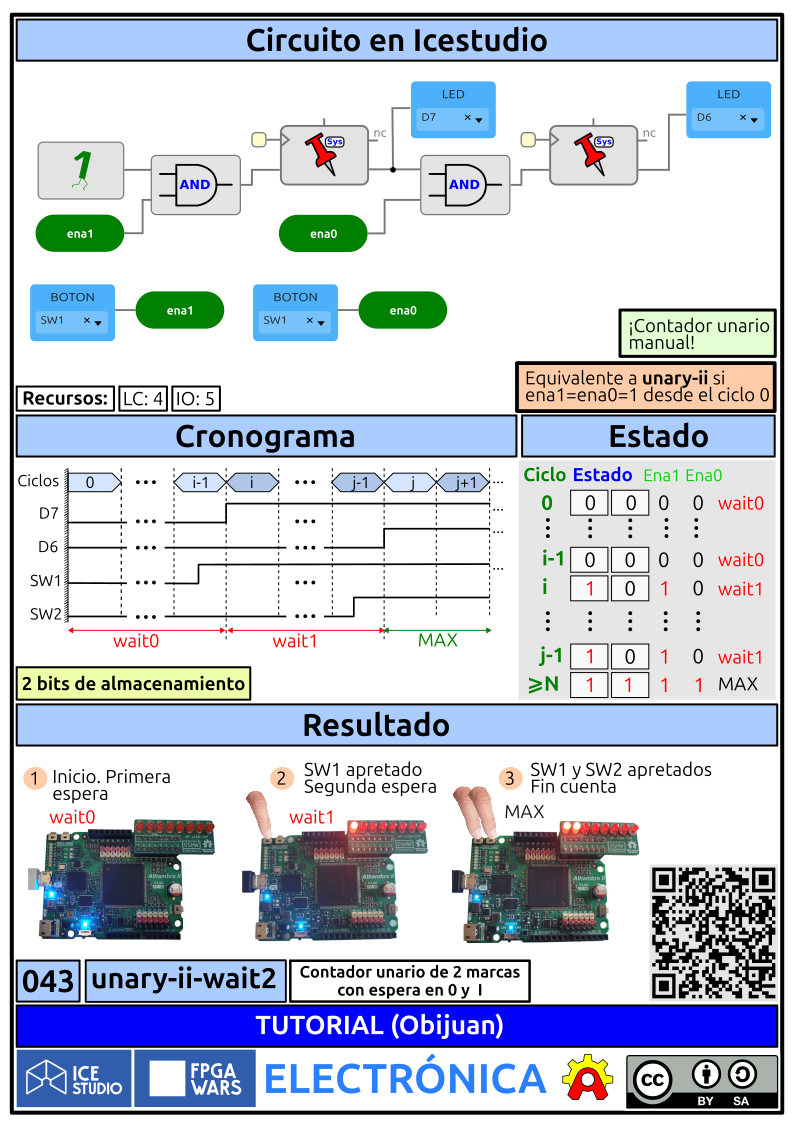 Circuito en Icestudio
LED
D7
LED
D6
1
AND
Sys
nc
AND
Sys
nc
ena1
ena0
BOTON
SW1
ena1
BOTON
SW1
ena0
¡Contador unario
manual!
Equivalente a unary-ii si
ena1=ena0=1 desde el ciclo 0
Recursos: LC: 4 IO: 5
Cronograma
Ciclos 0 ... i-1 i ... j-1 j j+1 ...
D7 ... ... ...
D6 ... ... ...
SW1 ... ... ...
SW2 ... ...
wait0 wait1 MAX
2 bits de almacenamiento
Estado
Ciclo Estado Ena1 Ena0
0 0 0 0 0 wait0
i-1 0 0 0 0 wait0
i 1 0 1 0 wait1
j-1 1 0 1 0 wait1
⩾N 1 1 1 1 MAX
Resultado
1 Inicio. Primera
espera
wait0
2 SW1 apretado
Segunda espera
wait1
3 SW1 y SW2 apretados
Fin cuenta
MAX
Alhambra II
Alhambra II
Alhambra II
043 unary-ii-wait2
Contador unario de 2 marcas
con espera en 0 y I
TUTORIAL (Obijuan)
ICE
STUDIO
FPGA
WARS
ELECTRÓNICA
CC
BY SA